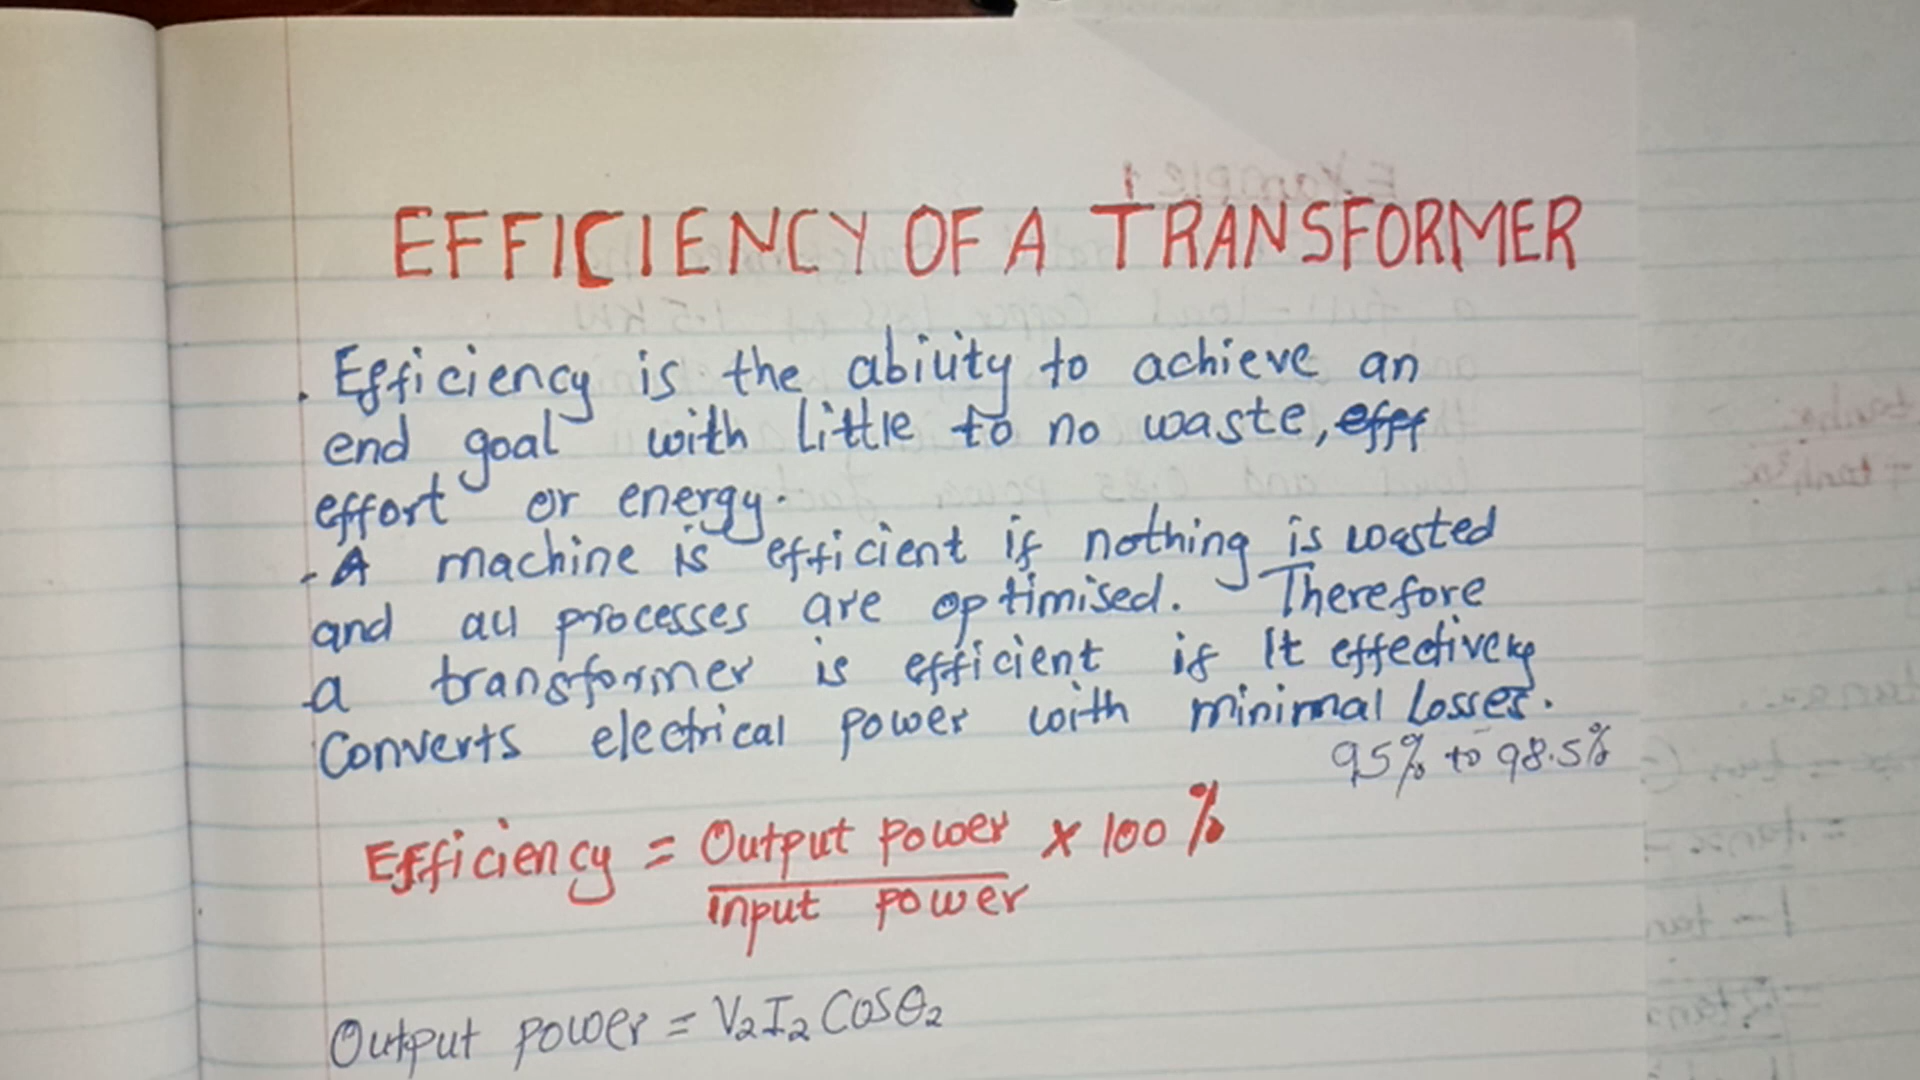 EFFICIENCY OF A TRANSFORMER
. Efficiency is the ability to achieve an
end goal with little to no waste, efff
effort or energy.
- A machine is efficient if nothing is wasted
and all processes are optimised. Therefore
a transformer is efficient if It effectively
Converts electrical power with minimal Losses.
95% to 98.5%
Efficiency = Output power x 100%
input power
Output power = V₂I₂ Cosθ₂